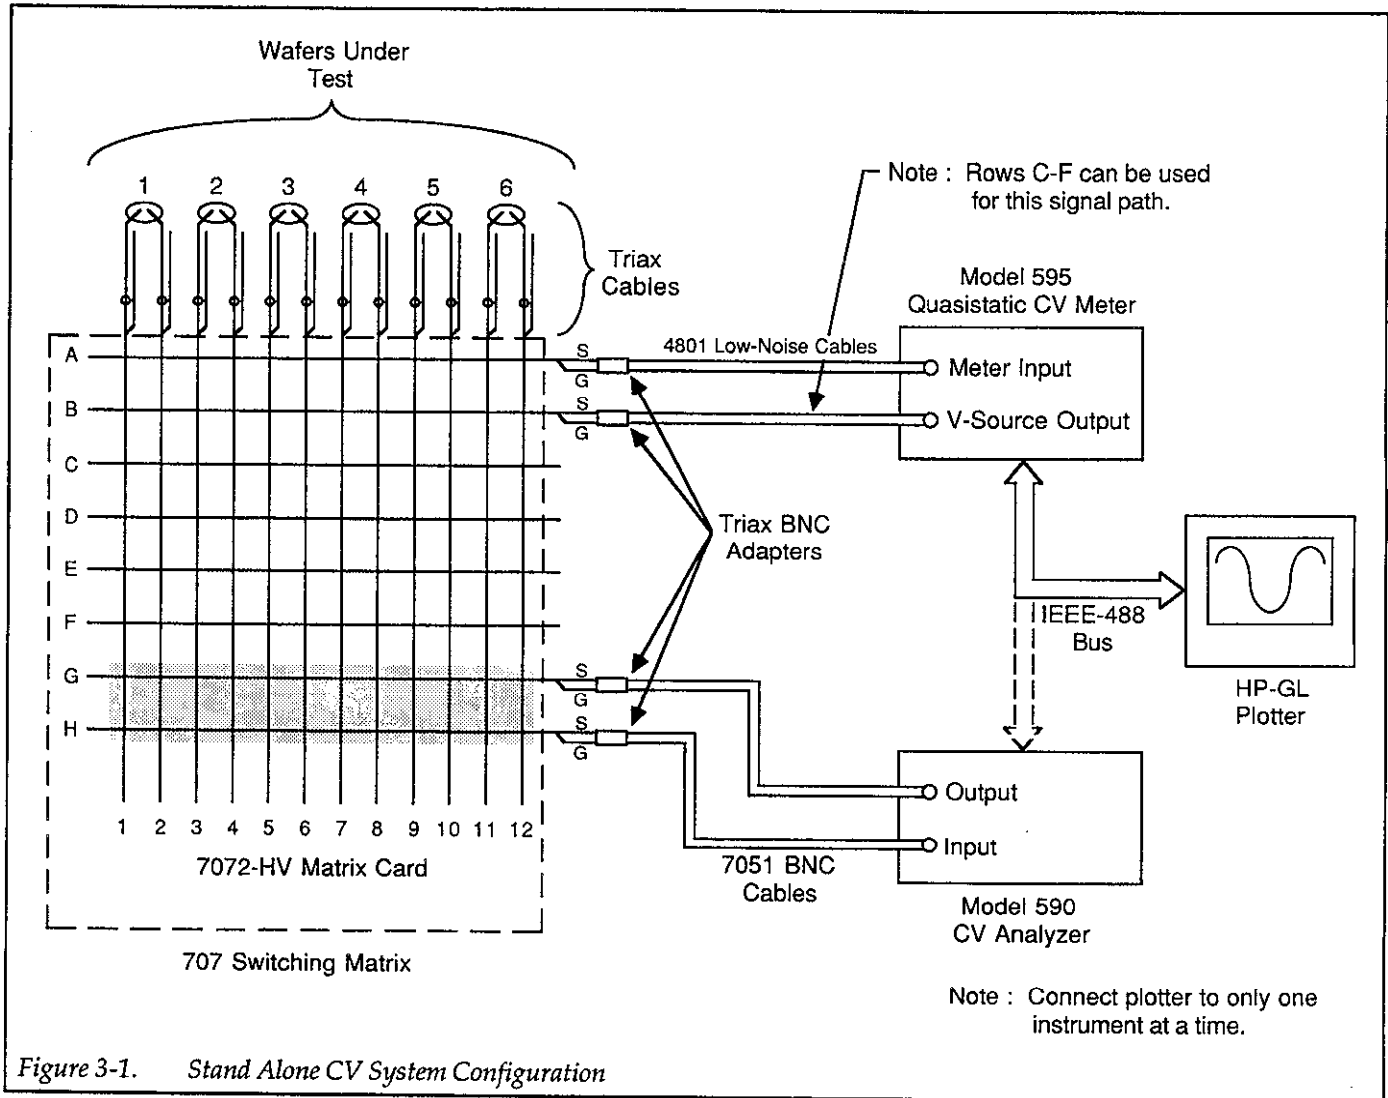 Wafers Under
Test
1 2 3 4 5 6
Triax
Cables
Note : Rows C-F can be used
for this signal path.
Model 595
Quasistatic CV Meter
A
S
G
4801 Low-Noise Cables
Meter Input
B
S
G
V-Source Output
C
D
E
F
Triax BNC
Adapters
IEEE-488
Bus
HP-GL
Plotter
G
S
G
H
S
G
Output
Input
1 2 3 4 5 6 7 8 9 10 11 12
7072-HV Matrix Card
7051 BNC
Cables
Model 590
CV Analyzer
707 Switching Matrix
Note : Connect plotter to only one
instrument at a time.
Figure 3-1. Stand Alone CV System Configuration